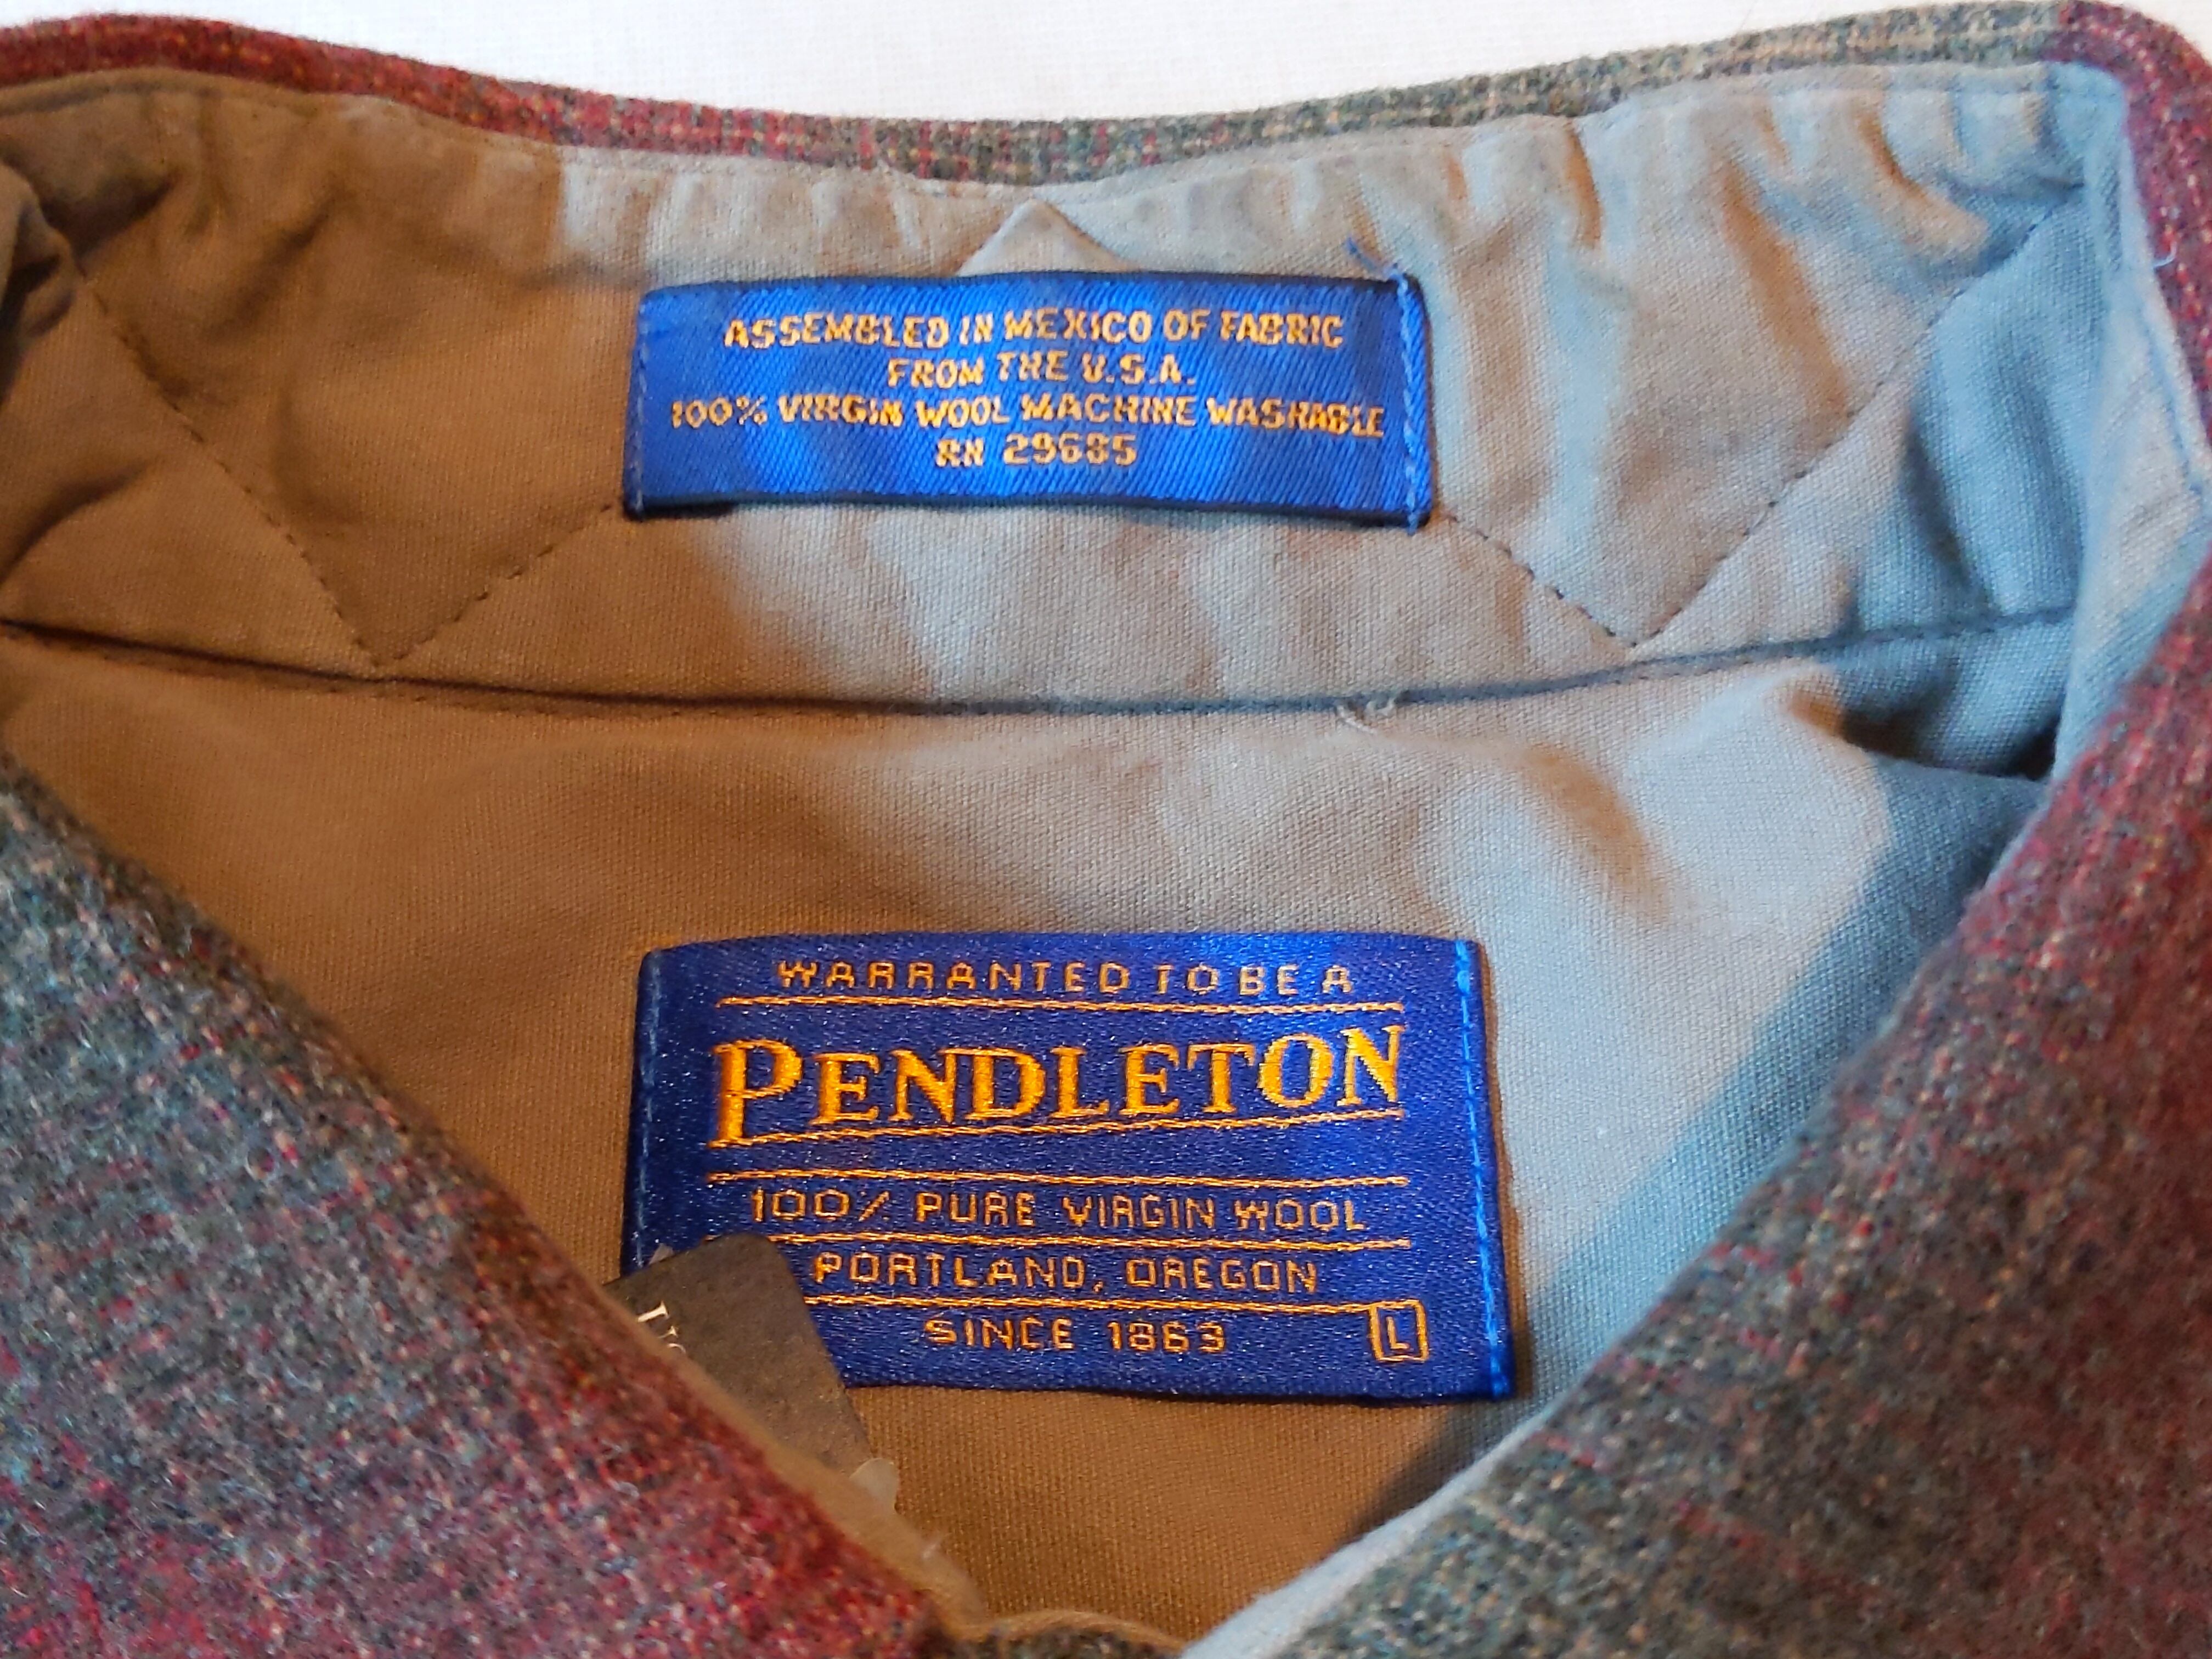 ASSEMBLED IN MEXICO OF FABRIC
FROM THE U.S.A.
100% VIRGIN WOOL MACHINE WASHABLE
RN 29685
WARRANTED TO BE A
PENDLETON
100% PURE VIRGIN WOOL
PORTLAND, OREGON
SINCE 1863
L